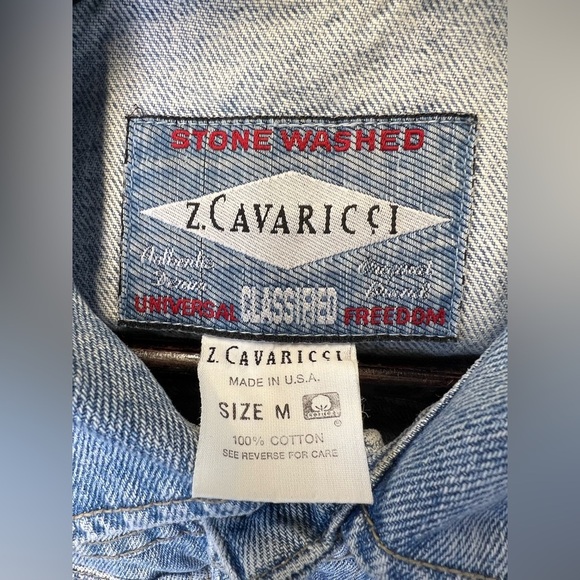 STONE WASHED
Z.CAVARICCI
Authentic Original
Denim
UNIVERSAL CLASSIFIED FREEDOM
Z. CAVARICCI
MADE IN U.S.A.
SIZE M
100% COTTON
SEE REVERSE FOR CARE